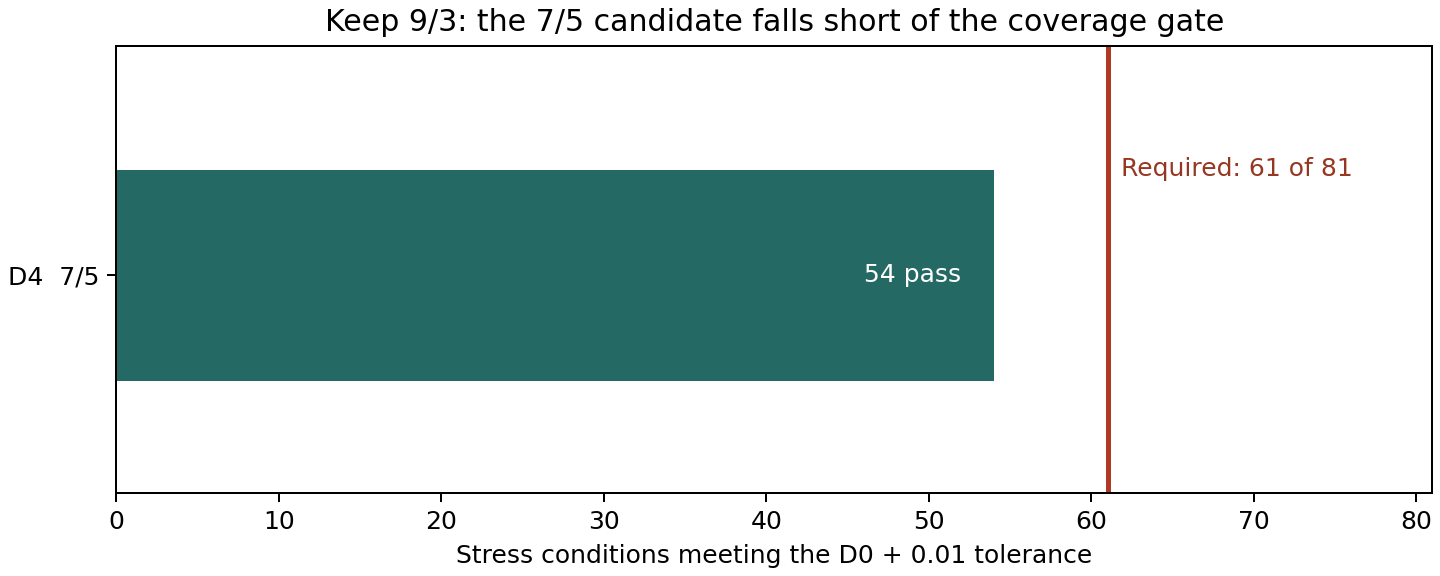 Keep 9/3: the 7/5 candidate falls short of the coverage gate
Required: 61 of 81
D4  7/5
54 pass
0 10 20 30 40 50 60 70 80
Stress conditions meeting the D0 + 0.01 tolerance